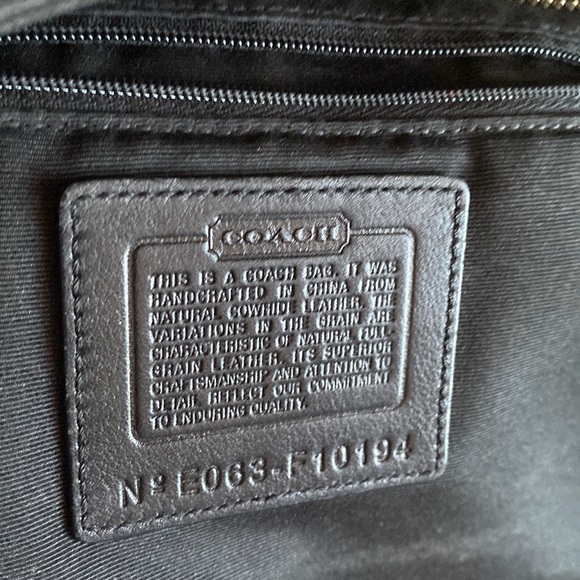 COACH
THIS IS A COACH BAG. IT WAS
HANDCRAFTED IN CHINA FROM
NATURAL COWHIDE LEATHER. THE
VARIATIONS IN THE GRAIN ARE
CHARACTERISTIC OF NATURAL FULL-
GRAIN LEATHER. ITS SUPERIOR
CRAFTSMANSHIP AND ATTENTION TO
DETAIL REFLECT OUR COMMITMENT
TO ENDURING QUALITY.
Nº E063-F10194